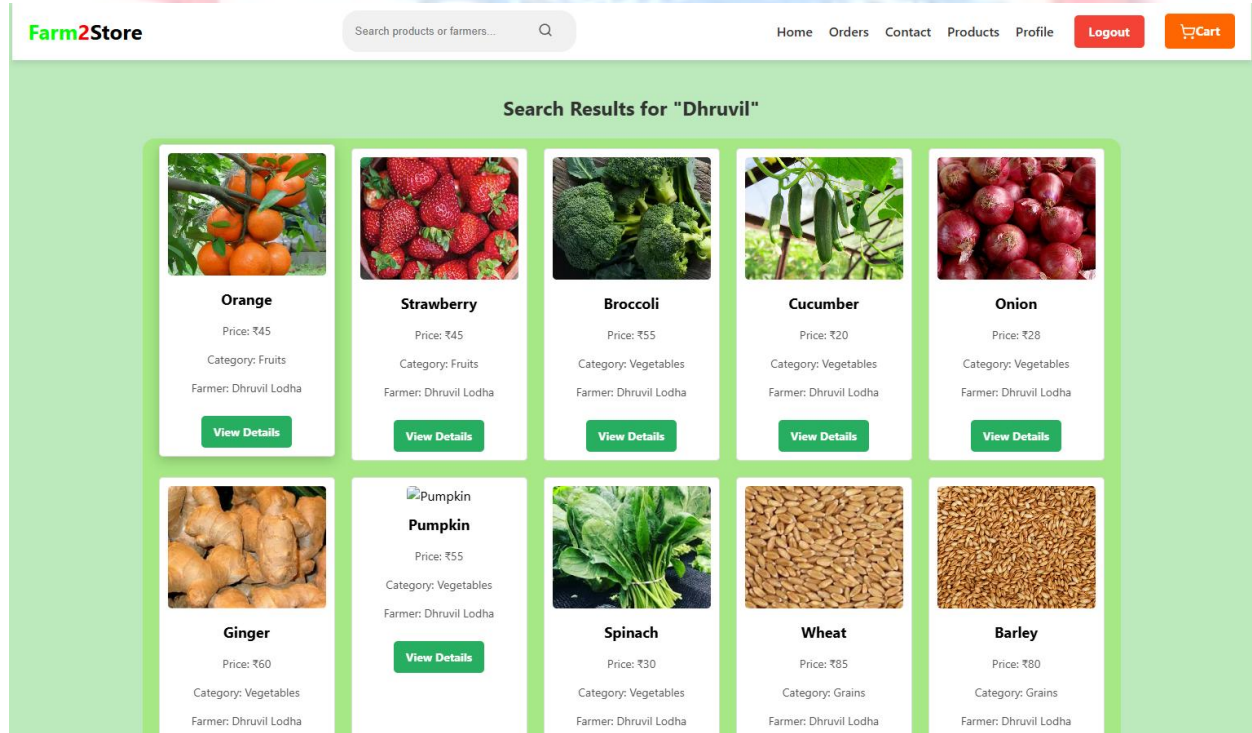 Farm2Store
Search products or farmers...
Home Orders Contact Products Profile Logout Cart
Search Results for "Dhruvil"
Orange
Price: ₹45
Category: Fruits
Farmer: Dhruvil Lodha
View Details
Strawberry
Price: ₹45
Category: Fruits
Farmer: Dhruvil Lodha
View Details
Broccoli
Price: ₹55
Category: Vegetables
Farmer: Dhruvil Lodha
View Details
Cucumber
Price: ₹20
Category: Vegetables
Farmer: Dhruvil Lodha
View Details
Onion
Price: ₹28
Category: Vegetables
Farmer: Dhruvil Lodha
View Details
Ginger
Price: ₹60
Category: Vegetables
Farmer: Dhruvil Lodha
Pumpkin
Pumpkin
Price: ₹55
Category: Vegetables
Farmer: Dhruvil Lodha
View Details
Spinach
Price: ₹30
Category: Vegetables
Farmer: Dhruvil Lodha
Wheat
Price: ₹85
Category: Grains
Farmer: Dhruvil Lodha
Barley
Price: ₹80
Category: Grains
Farmer: Dhruvil Lodha